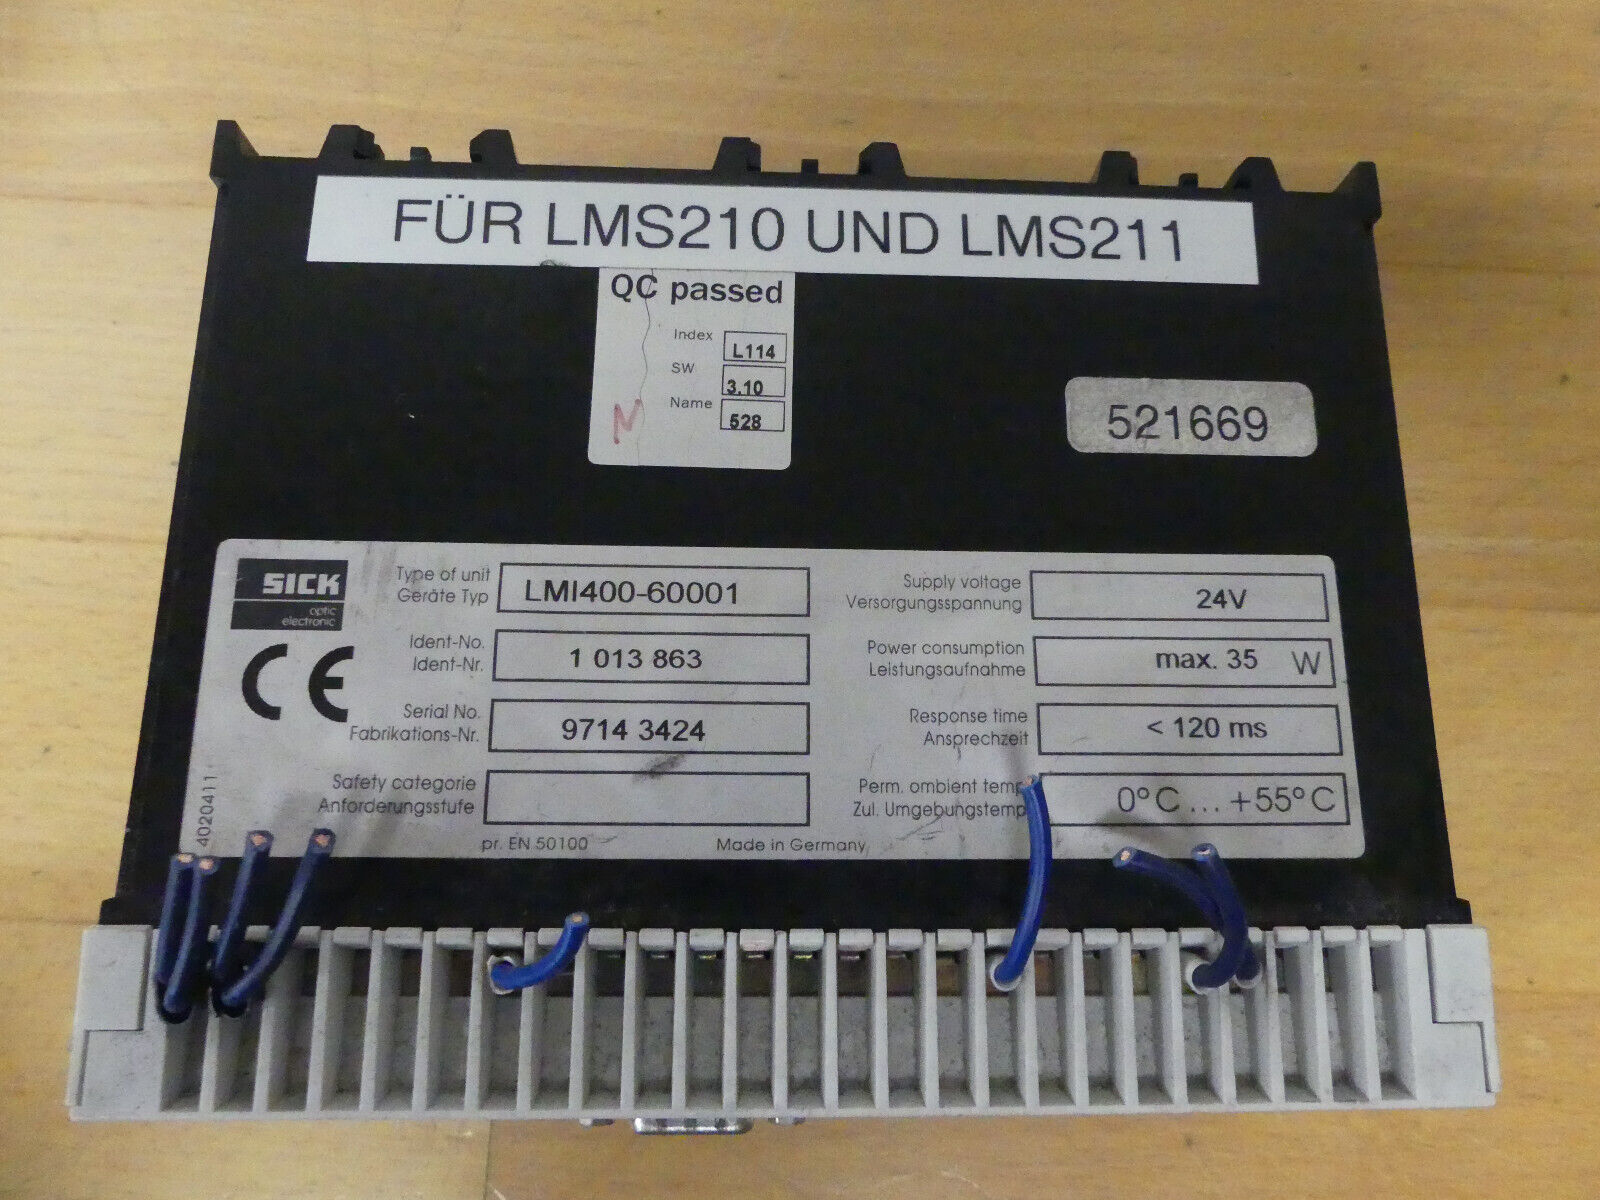 FÜR LMS210 UND LMS211
QC passed
Index L114
SW 3.10
Name 528
N
521669
SICK
optic
electronic
CE
Type of unit
Geräte Typ
LMI400-60001
Ident-No.
Ident-Nr.
1 013 863
Serial No.
Fabrikations-Nr.
9714 3424
Safety categorie
Anforderungsstufe
Supply voltage
Versorgungsspannung
24V
Power consumption
Leistungsaufnahme
max. 35 W
Response time
Ansprechzeit
< 120 ms
Perm. ambient temp
Zul. Umgebungstemp
0°C ... +55°C
4020411
pr. EN 50100
Made in Germany